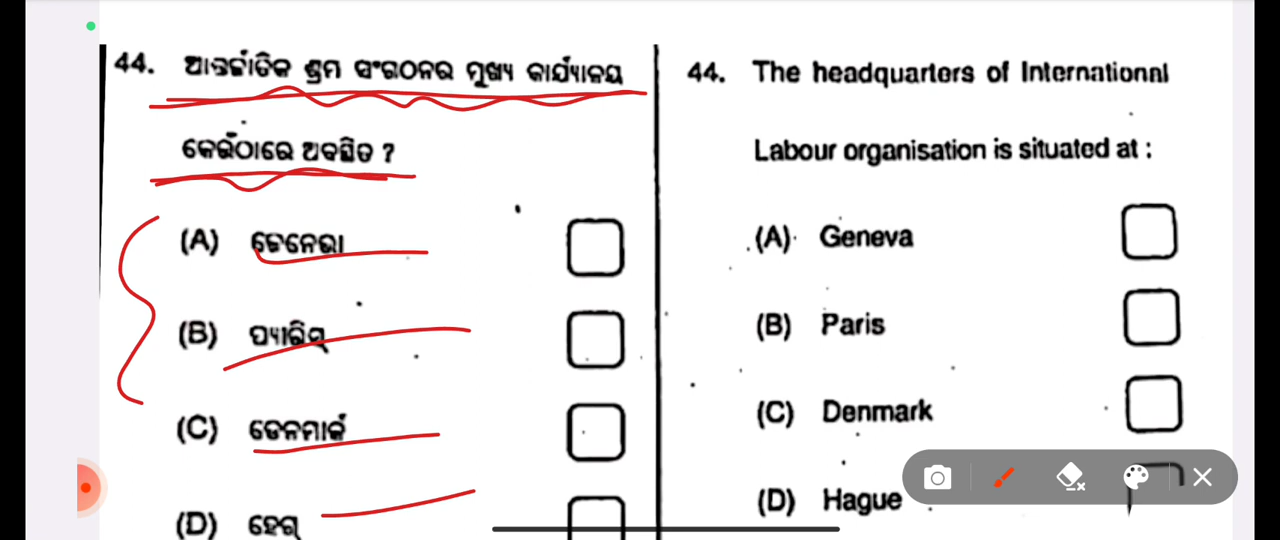 44. ଆନ୍ତର୍ଜାତିକ ଶ୍ରମ ସଂଗଠନର ମୁଖ୍ୟ କାର୍ଯ୍ୟାଳୟ
କେଉଁଠାରେ ଅବସ୍ଥିତ ?
(A) ଜେନେଭା
(B) ପ୍ୟାରିସ୍
(C) ଡେନମାର୍କ
(D) ହେଗ୍
44. The headquarters of International
Labour organisation is situated at :
(A) Geneva
(B) Paris
(C) Denmark
(D) Hague